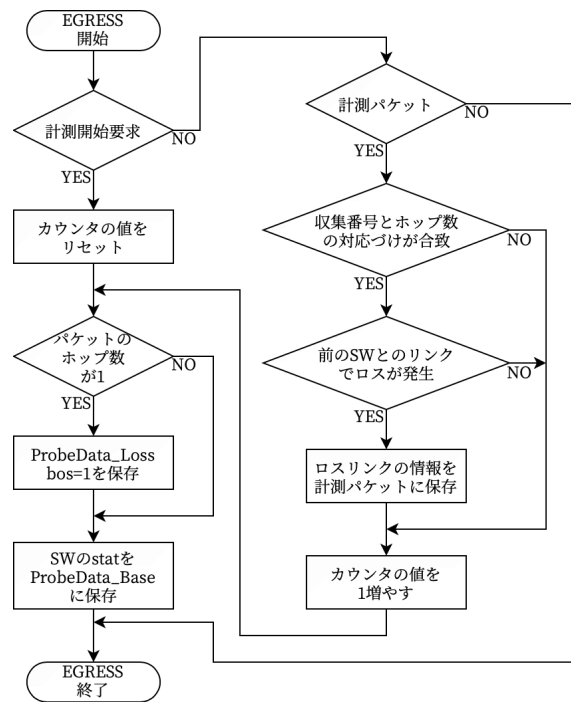 EGRESS
開始
計測開始要求
NO
YES
カウンタの値を
リセット
パケットの
ホップ数
が1
NO
YES
ProbeData_Loss
bos=1を保存
SWのstatを
ProbeData_Base
に保存
EGRESS
終了
計測パケット
NO
YES
収集番号とホップ数
の対応づけが合致
NO
YES
前のSWとのリンク
でロスが発生
NO
YES
ロスリンクの情報を
計測パケットに保存
カウンタの値を
1増やす